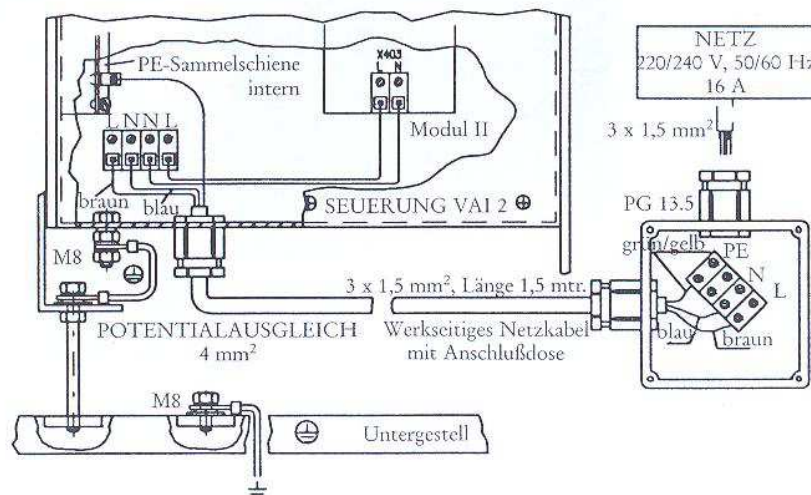 PE-Sammelschiene
intern
X403
L N
Modul II
L N N L
braun
blau
SEUERUNG VAI 2
M8
POTENTIALAUSGLEICH
4 mm²
3 x 1,5 mm², Länge 1,5 mtr.
Werkseitiges Netzkabel
mit Anschlußdose
NETZ
220/240 V, 50/60 Hz
16 A
3 x 1,5 mm²
PG 13.5
grün/gelb
PE
N
L
blau
braun
M8
Untergestell